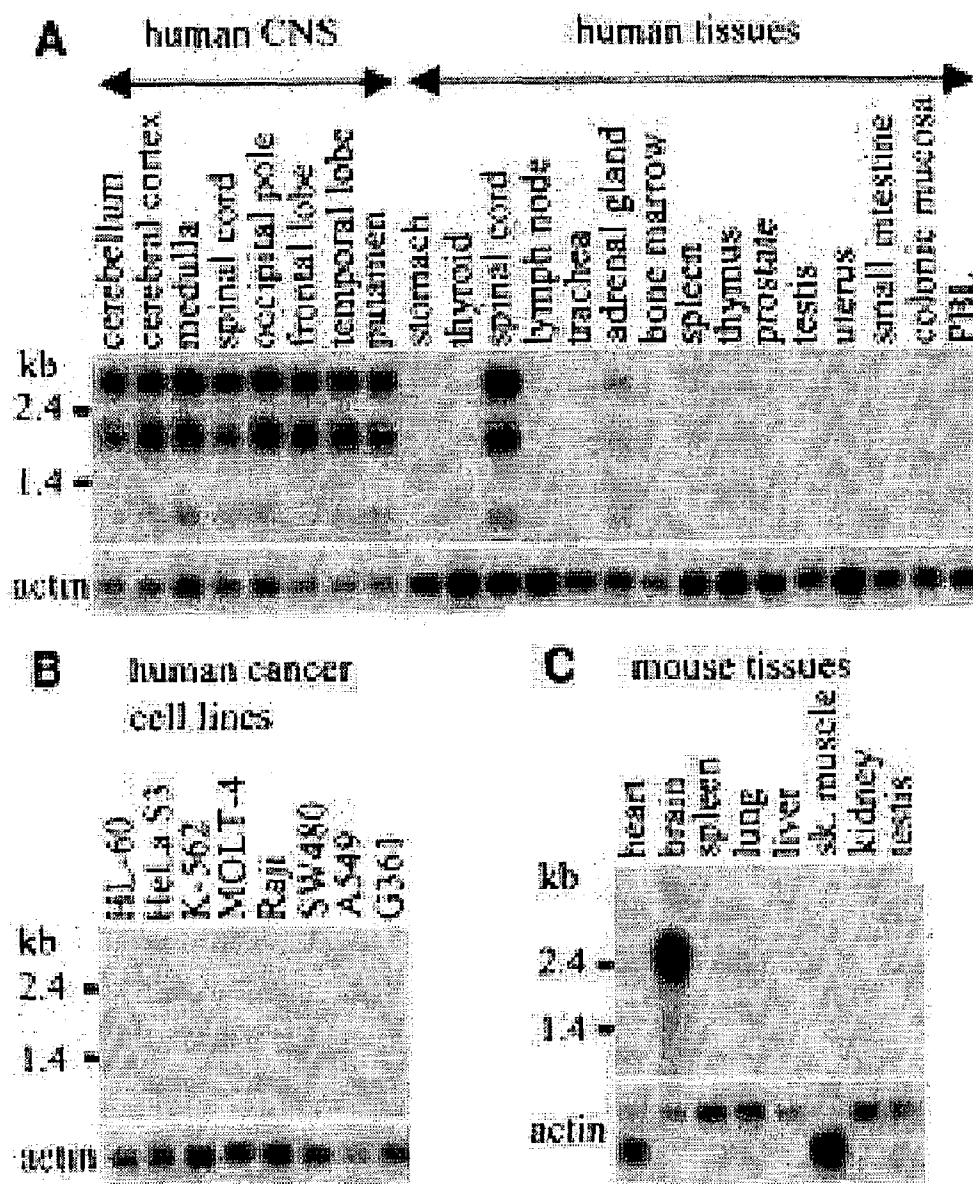 A
human CNS
human tissues
cerebellum
cerebral cortex
medulla
spinal cord
occipital pole
frontal lobe
temporal lobe
putamen
stomach
thyroid
spinal cord
lymph node
trachea
adrenal gland
bone marrow
spleen
thymus
prostate
testis
uterus
small intestine
colonic mucosa
PBL
kb
2.4
1.4
actin
B
human cancer
cell lines
HL-60
HeLa S3
K-562
MOLT-4
Raji
SW480
A549
G361
kb
2.4
1.4
actin
C
mouse tissues
heart
brain
spleen
lung
liver
sk. muscle
kidney
testis
kb
2.4
1.4
actin